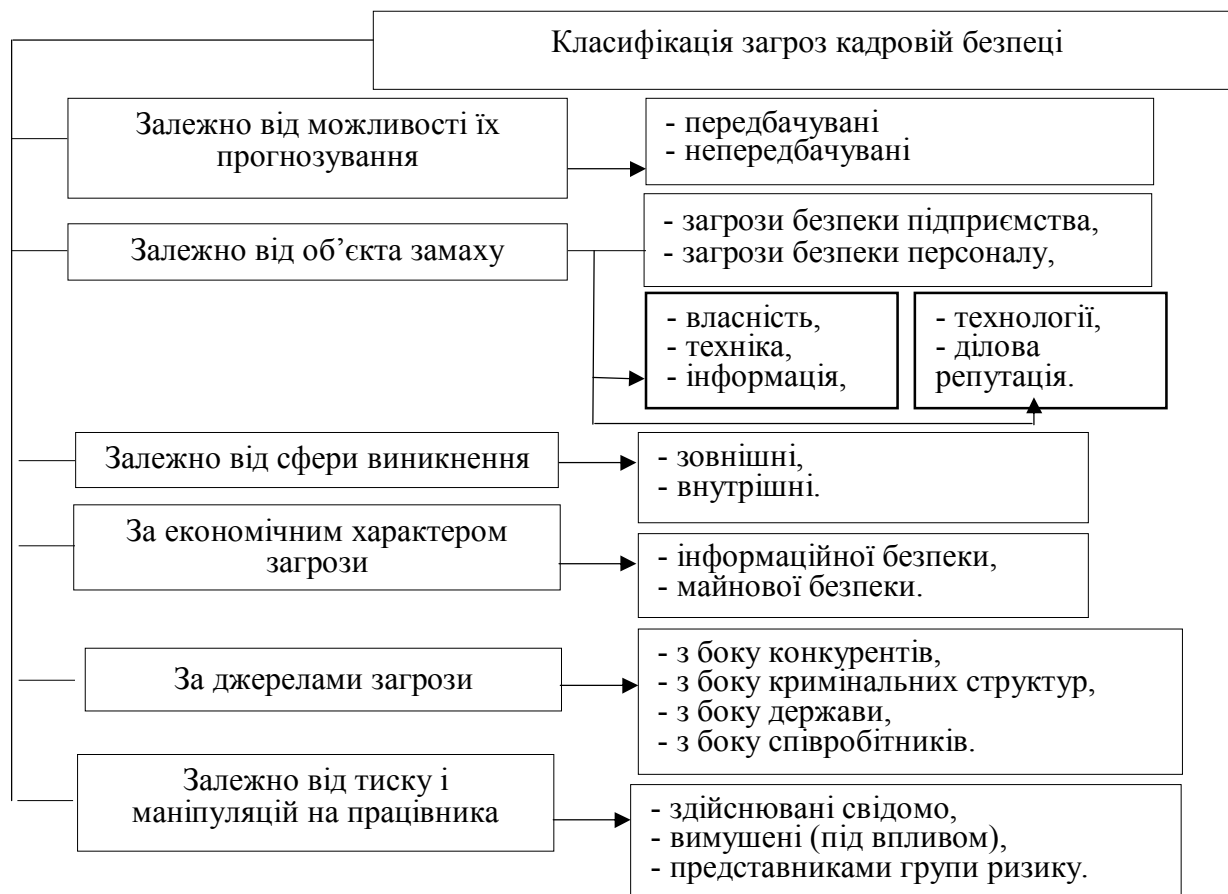 Класифікація загроз кадровій безпеці
Залежно від можливості їх
прогнозування
- передбачувані
- непередбачувані
Залежно від об’єкта замаху
- загрози безпеки підприємства,
- загрози безпеки персоналу,
- власність,
- техніка,
- інформація,
- технології,
- ділова
репутація.
Залежно від сфери виникнення
- зовнішні,
- внутрішні.
За економічним характером
загрози
- інформаційної безпеки,
- майнової безпеки.
За джерелами загрози
- з боку конкурентів,
- з боку кримінальних структур,
- з боку держави,
- з боку співробітників.
Залежно від тиску і
маніпуляцій на працівника
- здійснювані свідомо,
- вимушені (під впливом),
- представниками групи ризику.